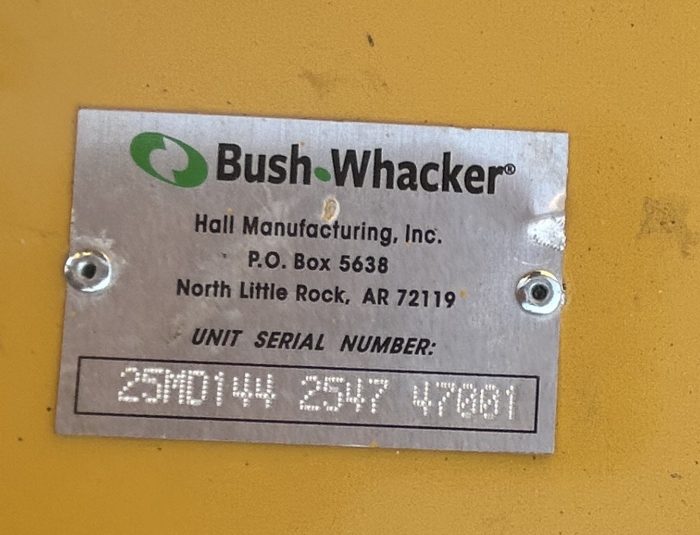 Bush-Whacker®
Hall Manufacturing, Inc.
P.O. Box 5638
North Little Rock, AR 72119
UNIT SERIAL NUMBER:
25MD144 2547 47001